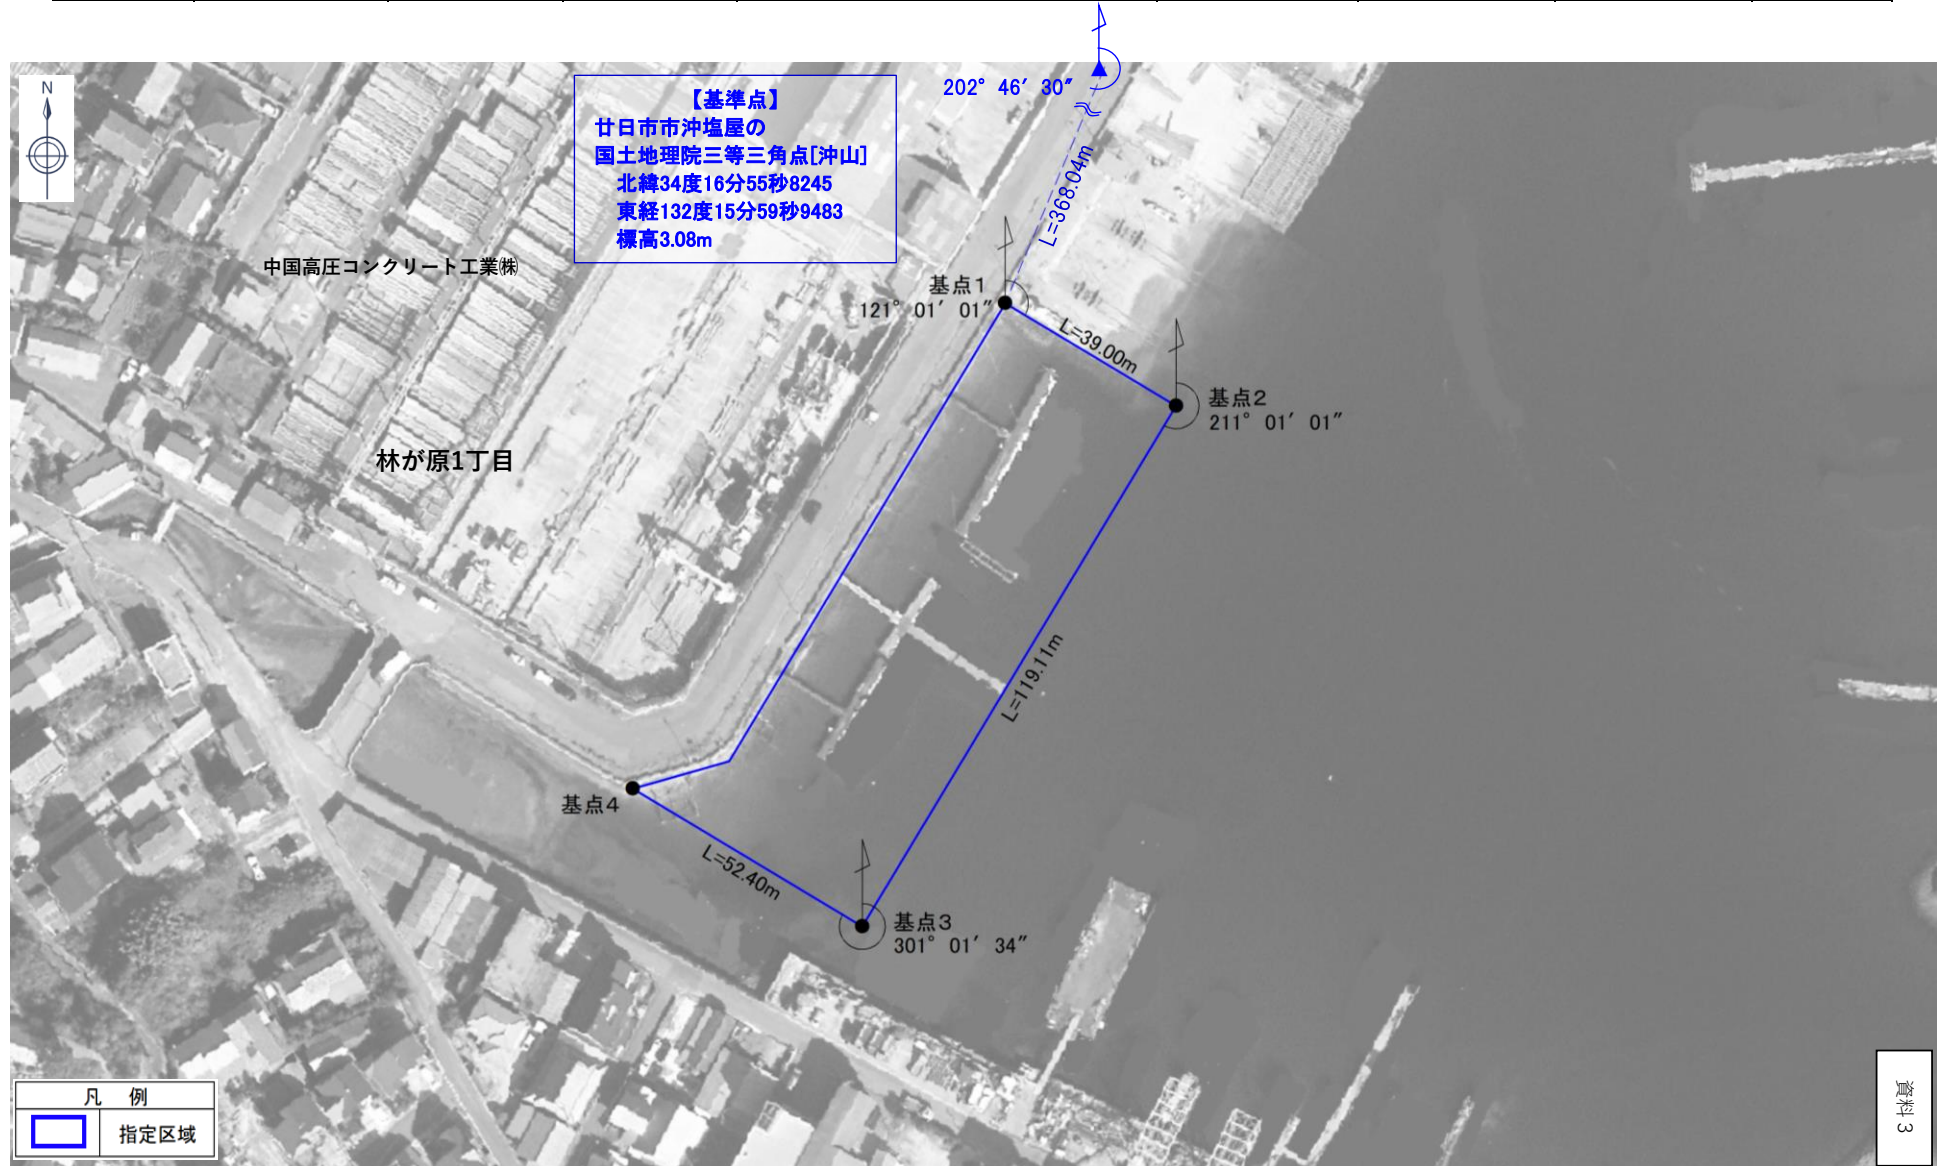 N
202°46′30″
【基準点】
廿日市市沖塩屋の
国土地理院三等三角点[沖山]
北緯34度16分55秒8245
東経132度15分59秒9483
標高3.08m
L=368.04m
中国高圧コンクリート工業㈱
基点1
121°01′01″
L=39.00m
基点2
211°01′01″
林が原1丁目
L=119.11m
基点4
L=52.40m
基点3
301°01′34″
凡 例
指定区域
資料3